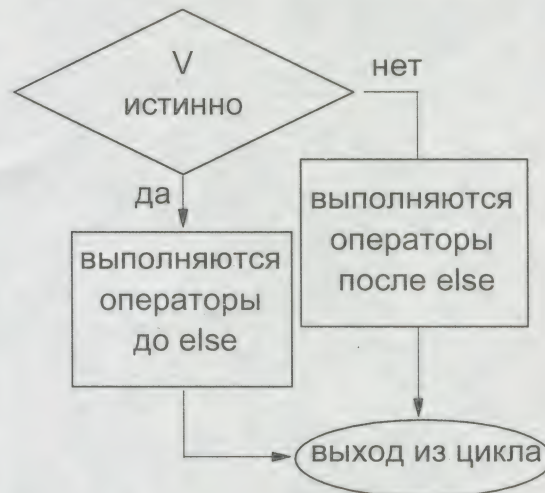 V
истинно
нет
да
выполняются
операторы
до else
выполняются
операторы
после else
выход из цикла